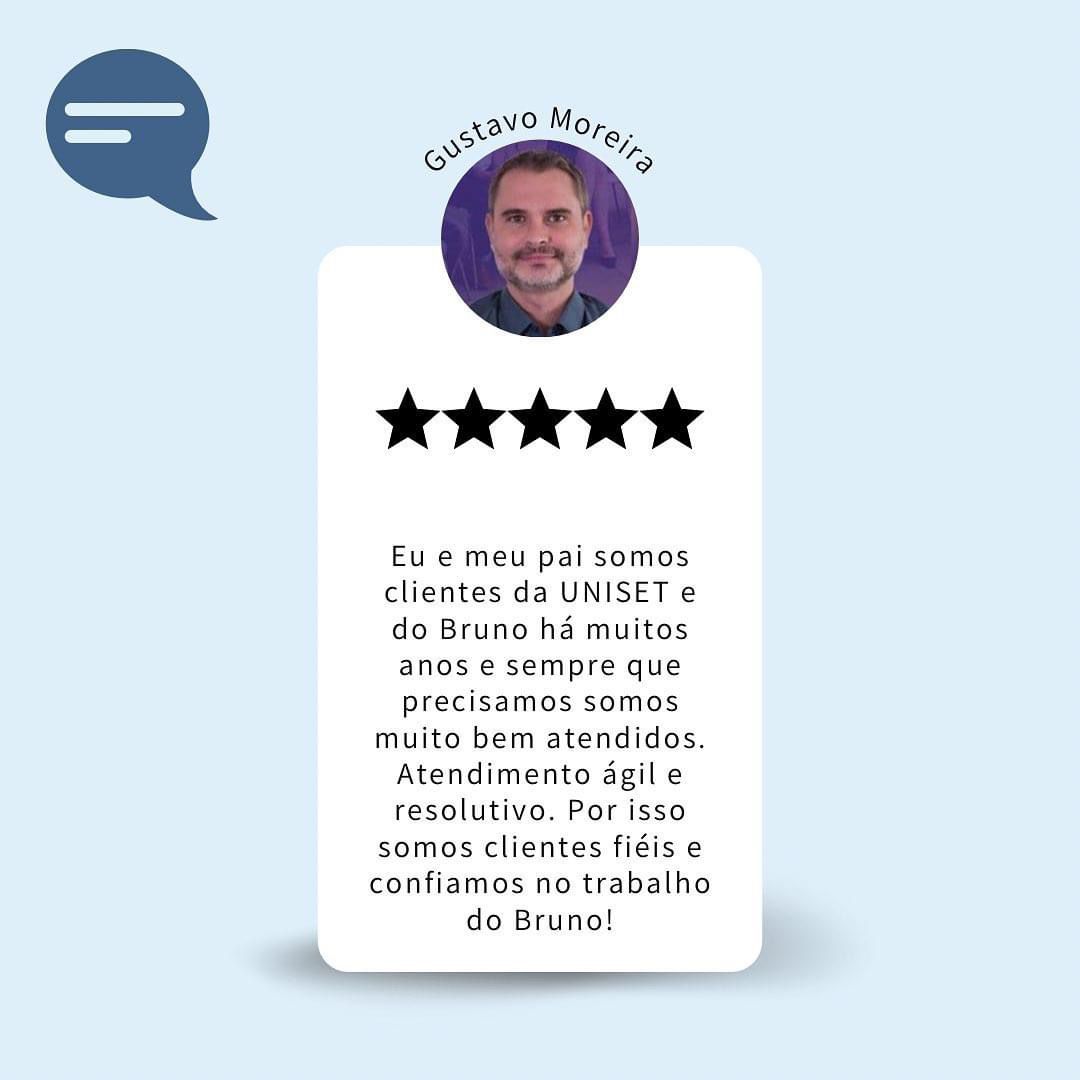 Gustavo Moreira
Eu e meu pai somos
clientes da UNISET e
do Bruno há muitos
anos e sempre que
precisamos somos
muito bem atendidos.
Atendimento ágil e
resolutivo. Por isso
somos clientes fiéis e
confiamos no trabalho
do Bruno!